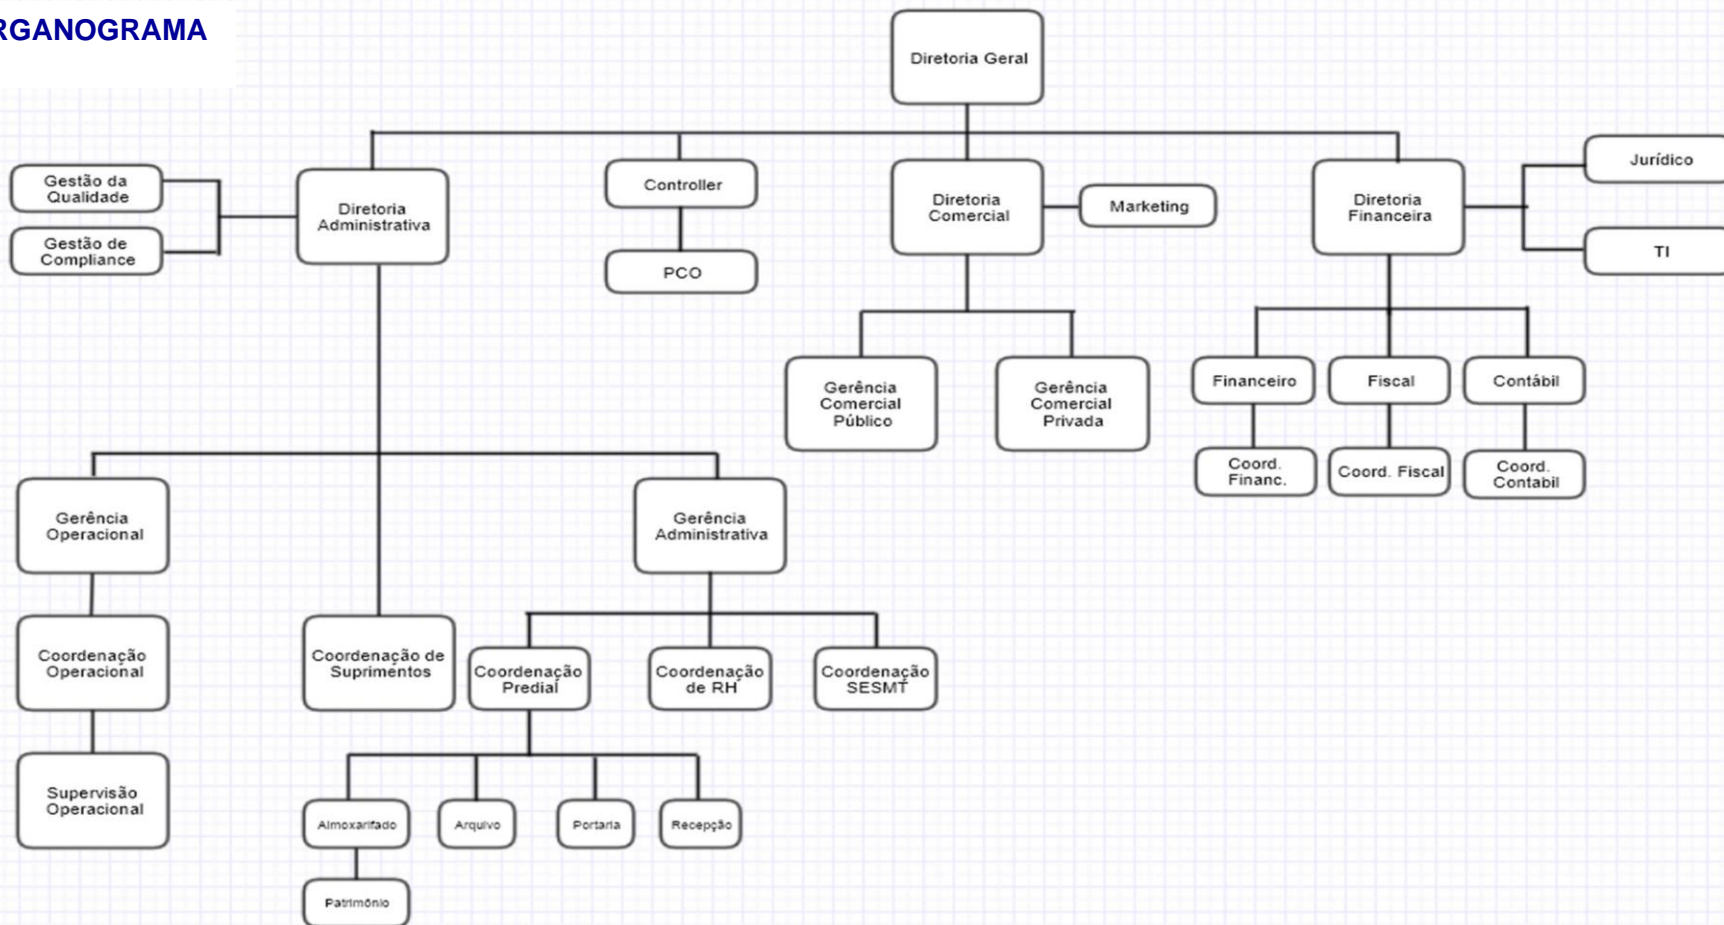 RGANOGRAMA
Diretoria Geral
Gestão da
Qualidade
Gestão de
Compliance
Diretoria
Administrativa
Controller
PCO
Diretoria
Comercial
Marketing
Diretoria
Financeira
Jurídico
TI
Gerência
Comercial
Público
Gerência
Comercial
Privada
Financeiro
Fiscal
Contábil
Coord.
Financ.
Coord. Fiscal
Coord.
Contabil
Gerência
Operacional
Gerência
Administrativa
Coordenação
Operacional
Coordenação de
Suprimentos
Coordenação
Predial
Coordenação
de RH
Coordenação
SESMT
Supervisão
Operacional
Almoxarifado
Arquivo
Portaria
Recepção
Patrimônio